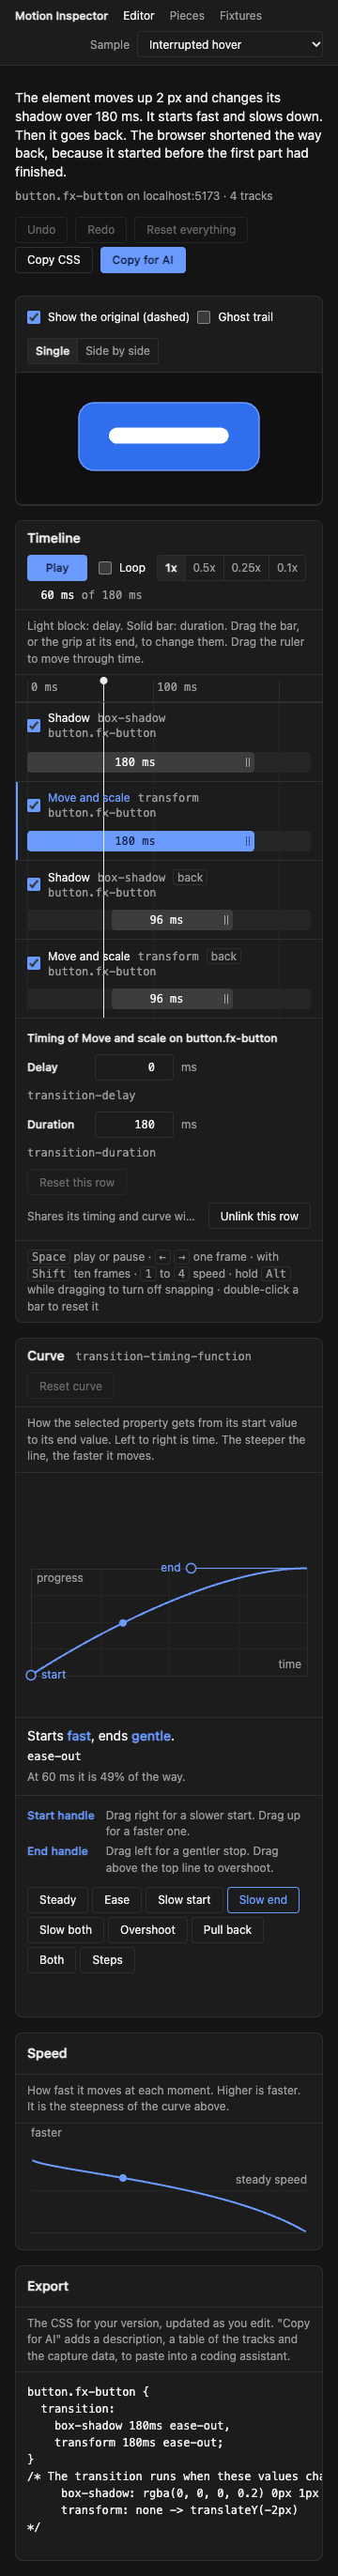 Motion Inspector Editor Pieces Fixtures
Sample Interrupted hover
The element moves up 2 px and changes its
shadow over 180 ms. It starts fast and slows down.
Then it goes back. The browser shortened the way
back, because it started before the first part had
finished.
button.fx-button on localhost:5173 · 4 tracks
Undo Redo Reset everything
Copy CSS Copy for AI
Show the original (dashed) Ghost trail
Single Side by side
Timeline
Play Loop 1x 0.5x 0.25x 0.1x
60 ms of 180 ms
Light block: delay. Solid bar: duration. Drag the bar,
or the grip at its end, to change them. Drag the ruler
to move through time.
0 ms 100 ms
Shadow box-shadow
button.fx-button
180 ms
Move and scale transform
button.fx-button
180 ms
Shadow box-shadow back
button.fx-button
96 ms
Move and scale transform back
button.fx-button
96 ms
Timing of Move and scale on button.fx-button
Delay 0 ms
transition-delay
Duration 180 ms
transition-duration
Reset this row
Shares its timing and curve wi... Unlink this row
Space play or pause · ← → one frame · with
Shift ten frames · 1 to 4 speed · hold Alt
while dragging to turn off snapping · double-click a
bar to reset it
Curve transition-timing-function
Reset curve
How the selected property gets from its start value
to its end value. Left to right is time. The steeper the
line, the faster it moves.
end
progress
time
start
Starts fast, ends gentle.
ease-out
At 60 ms it is 49% of the way.
Start handle Drag right for a slower start. Drag up
for a faster one.
End handle Drag left for a gentler stop. Drag
above the top line to overshoot.
Steady Ease Slow start Slow end
Slow both Overshoot Pull back
Both Steps
Speed
How fast it moves at each moment. Higher is faster.
It is the steepness of the curve above.
faster
steady speed
Export
The CSS for your version, updated as you edit. "Copy
for AI" adds a description, a table of the tracks and
the capture data, to paste into a coding assistant.
button.fx-button {
transition:
box-shadow 180ms ease-out,
transform 180ms ease-out;
}
/* The transition runs when these values cha
box-shadow: rgba(0, 0, 0, 0.2) 0px 1px
transform: none -> translateY(-2px)
*/